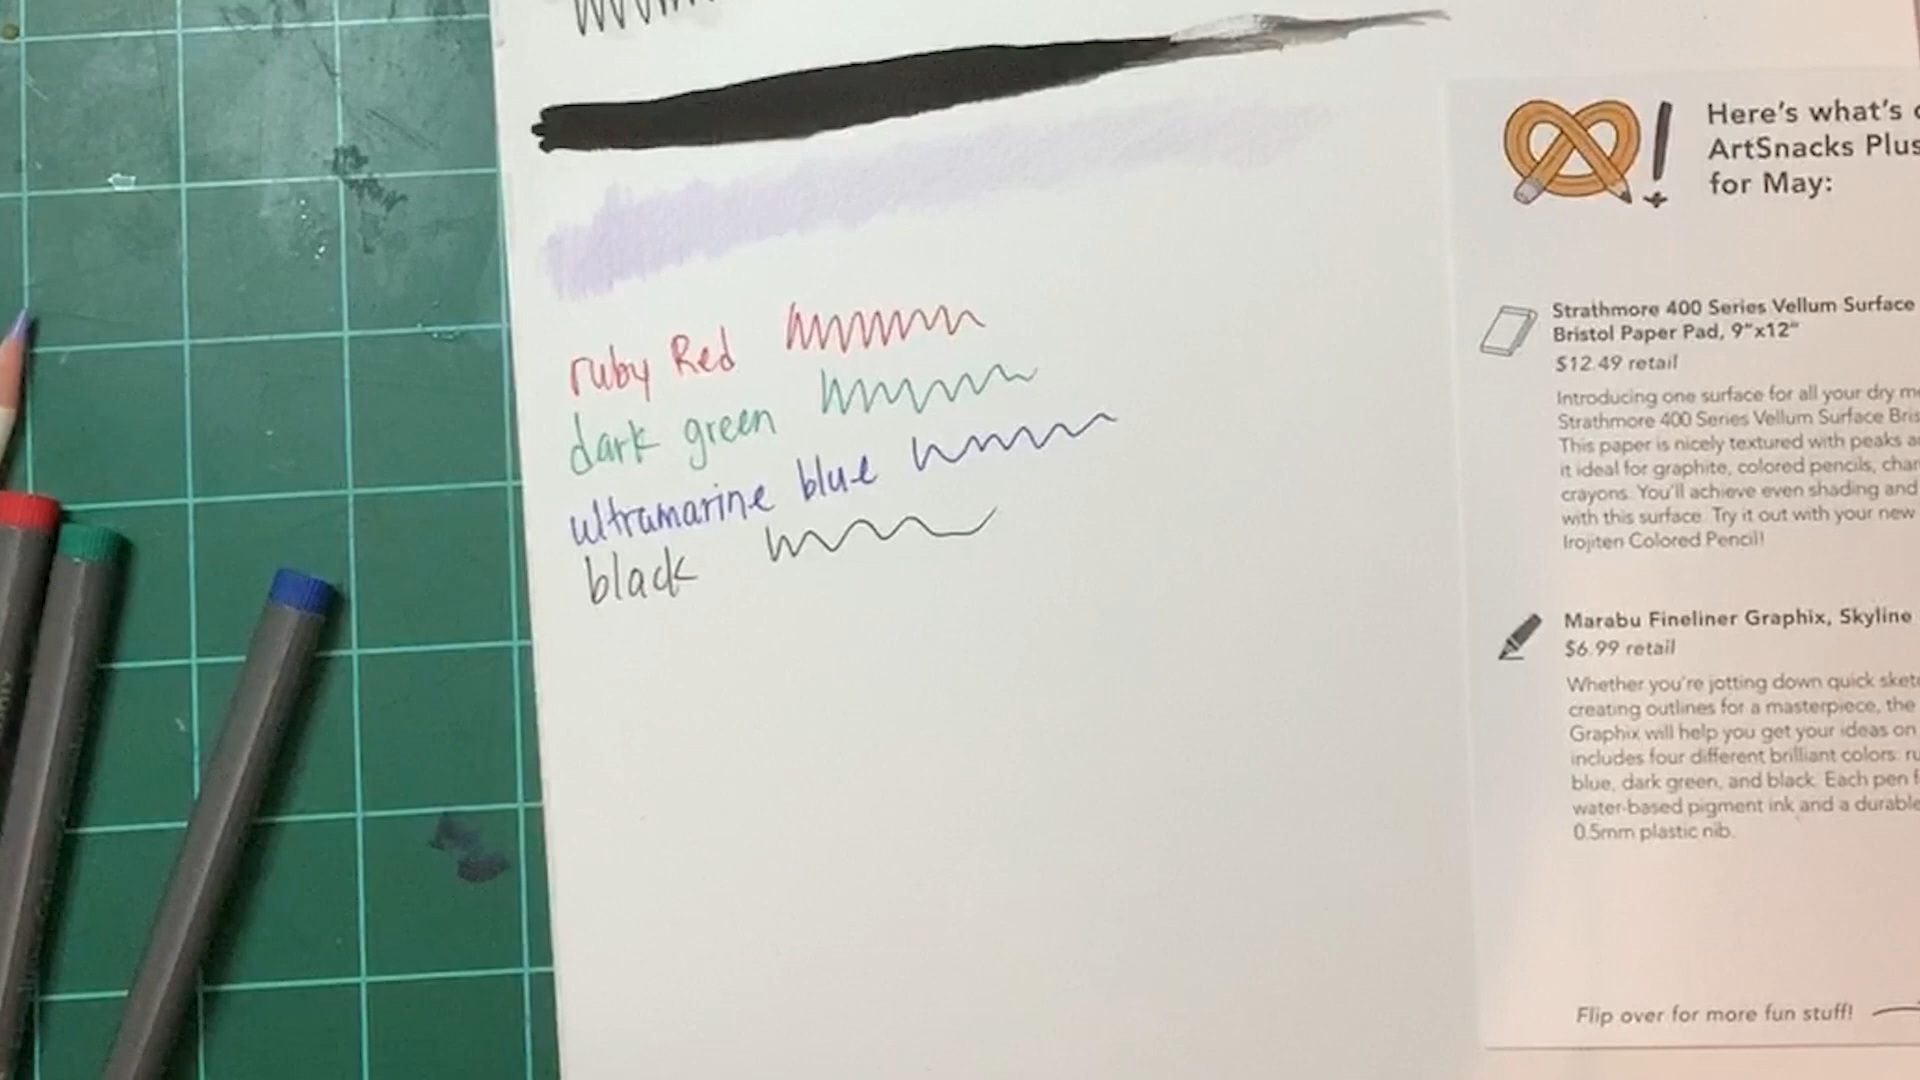 ruby Red
dark green
ultramarine blue
black
Here's what's
ArtSnacks Plus
for May:
Strathmore 400 Series Vellum Surface
Bristol Paper Pad, 9"x12"
$12.49 retail
Introducing one surface for all your dry
Strathmore 400 Series Vellum Surface
This paper is nicely textured with peaks
it ideal for graphite, colored pencils,
crayons. You'll achieve even shading and
with this surface. Try it out with your new
Irojiten Colored Pencil!
Marabu Fineliner Graphix, Skyline
$6.99 retail
Whether you're jotting down quick
creating outlines for a masterpiece, the
Graphix will help you get your ideas on
includes four different brilliant colors:
blue, dark green, and black. Each pen
water-based pigment ink and a durable
0.5mm plastic nib.
Flip over for more fun stuff!